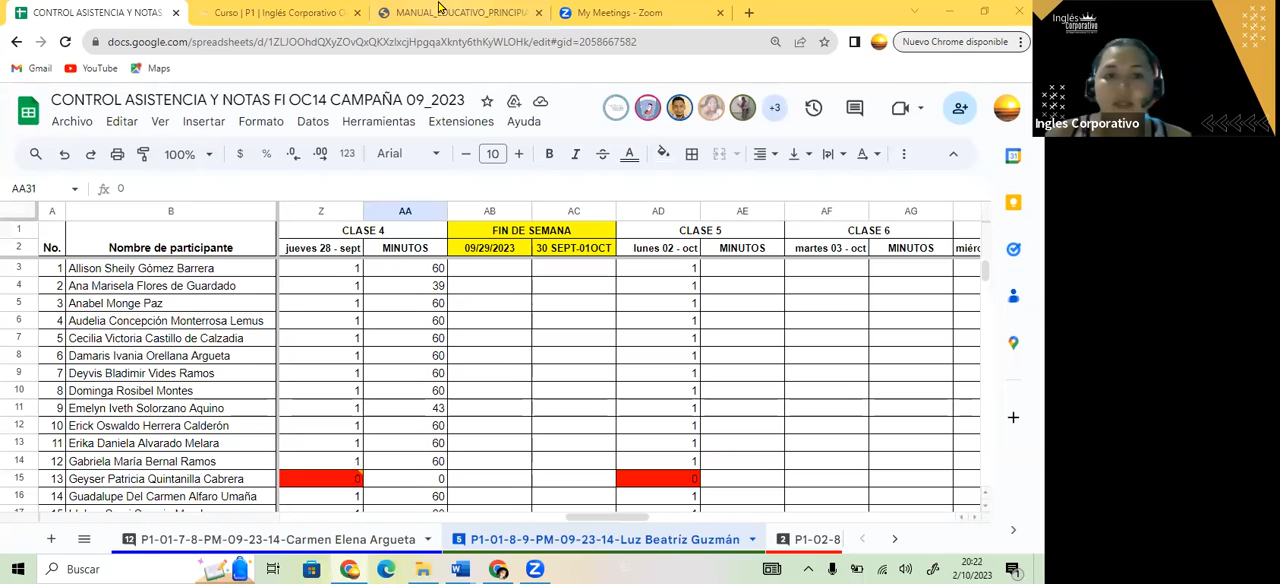 CONTROL ASISTENCIA Y NOTAS
Curso | P1 | Inglés Corporativo O
MANUAL_EDUCATIVO_PRINCIPIA
My Meetings - Zoom
docs.google.com/spreadsheets/d/1ZLJOOhdQXyZOvQxQKXzlxcjHpgqaXknty6thKyWLOHk/edit#gid=2058667582
Nuevo Chrome disponible
Gmail
YouTube
Maps
CONTROL ASISTENCIA Y NOTAS FI OC14 CAMPAÑA 09_2023
+3
Archivo Editar Ver Insertar Formato Datos Herramientas Extensiones Ayuda
100% $ % .0 .00 123 Arial 10 B I A
AA31 fx 0
A B Z AA AB AC AD AE AF AG
1 CLASE 4 FIN DE SEMANA CLASE 5 CLASE 6
2 No. Nombre de participante jueves 28 - sept MINUTOS 09/29/2023 30 SEPT-01OCT lunes 02 - oct MINUTOS martes 03 - oct MINUTOS miérc
3 1 Allison Sheily Gómez Barrera 1 60 1
4 2 Ana Marisela Flores de Guardado 1 39 1
5 3 Anabel Monge Paz 1 60 1
6 4 Audelia Concepción Monterrosa Lemus 1 60 1
7 5 Cecilia Victoria Castillo de Calzadia 1 60 1
8 6 Damaris Ivania Orellana Argueta 1 60 1
9 7 Deyvis Bladimir Vides Ramos 1 60 1
10 8 Dominga Rosibel Montes 1 60 1
11 9 Emelyn Iveth Solorzano Aquino 1 43 1
12 10 Erick Oswaldo Herrera Calderón 1 60 1
13 11 Erika Daniela Alvarado Melara 1 60 1
14 12 Gabriela María Bernal Ramos 1 60 1
15 13 Geyser Patricia Quintanilla Cabrera 0 0 0
16 14 Guadalupe Del Carmen Alfaro Umaña 1 60 1
12 P1-01-7-8-PM-09-23-14-Carmen Elena Argueta
5 P1-01-8-9-PM-09-23-14-Luz Beatríz Guzmán
2 P1-02-8
Buscar
20:22
2/10/2023
Inglés
Corporativo
Ingles Corporativo